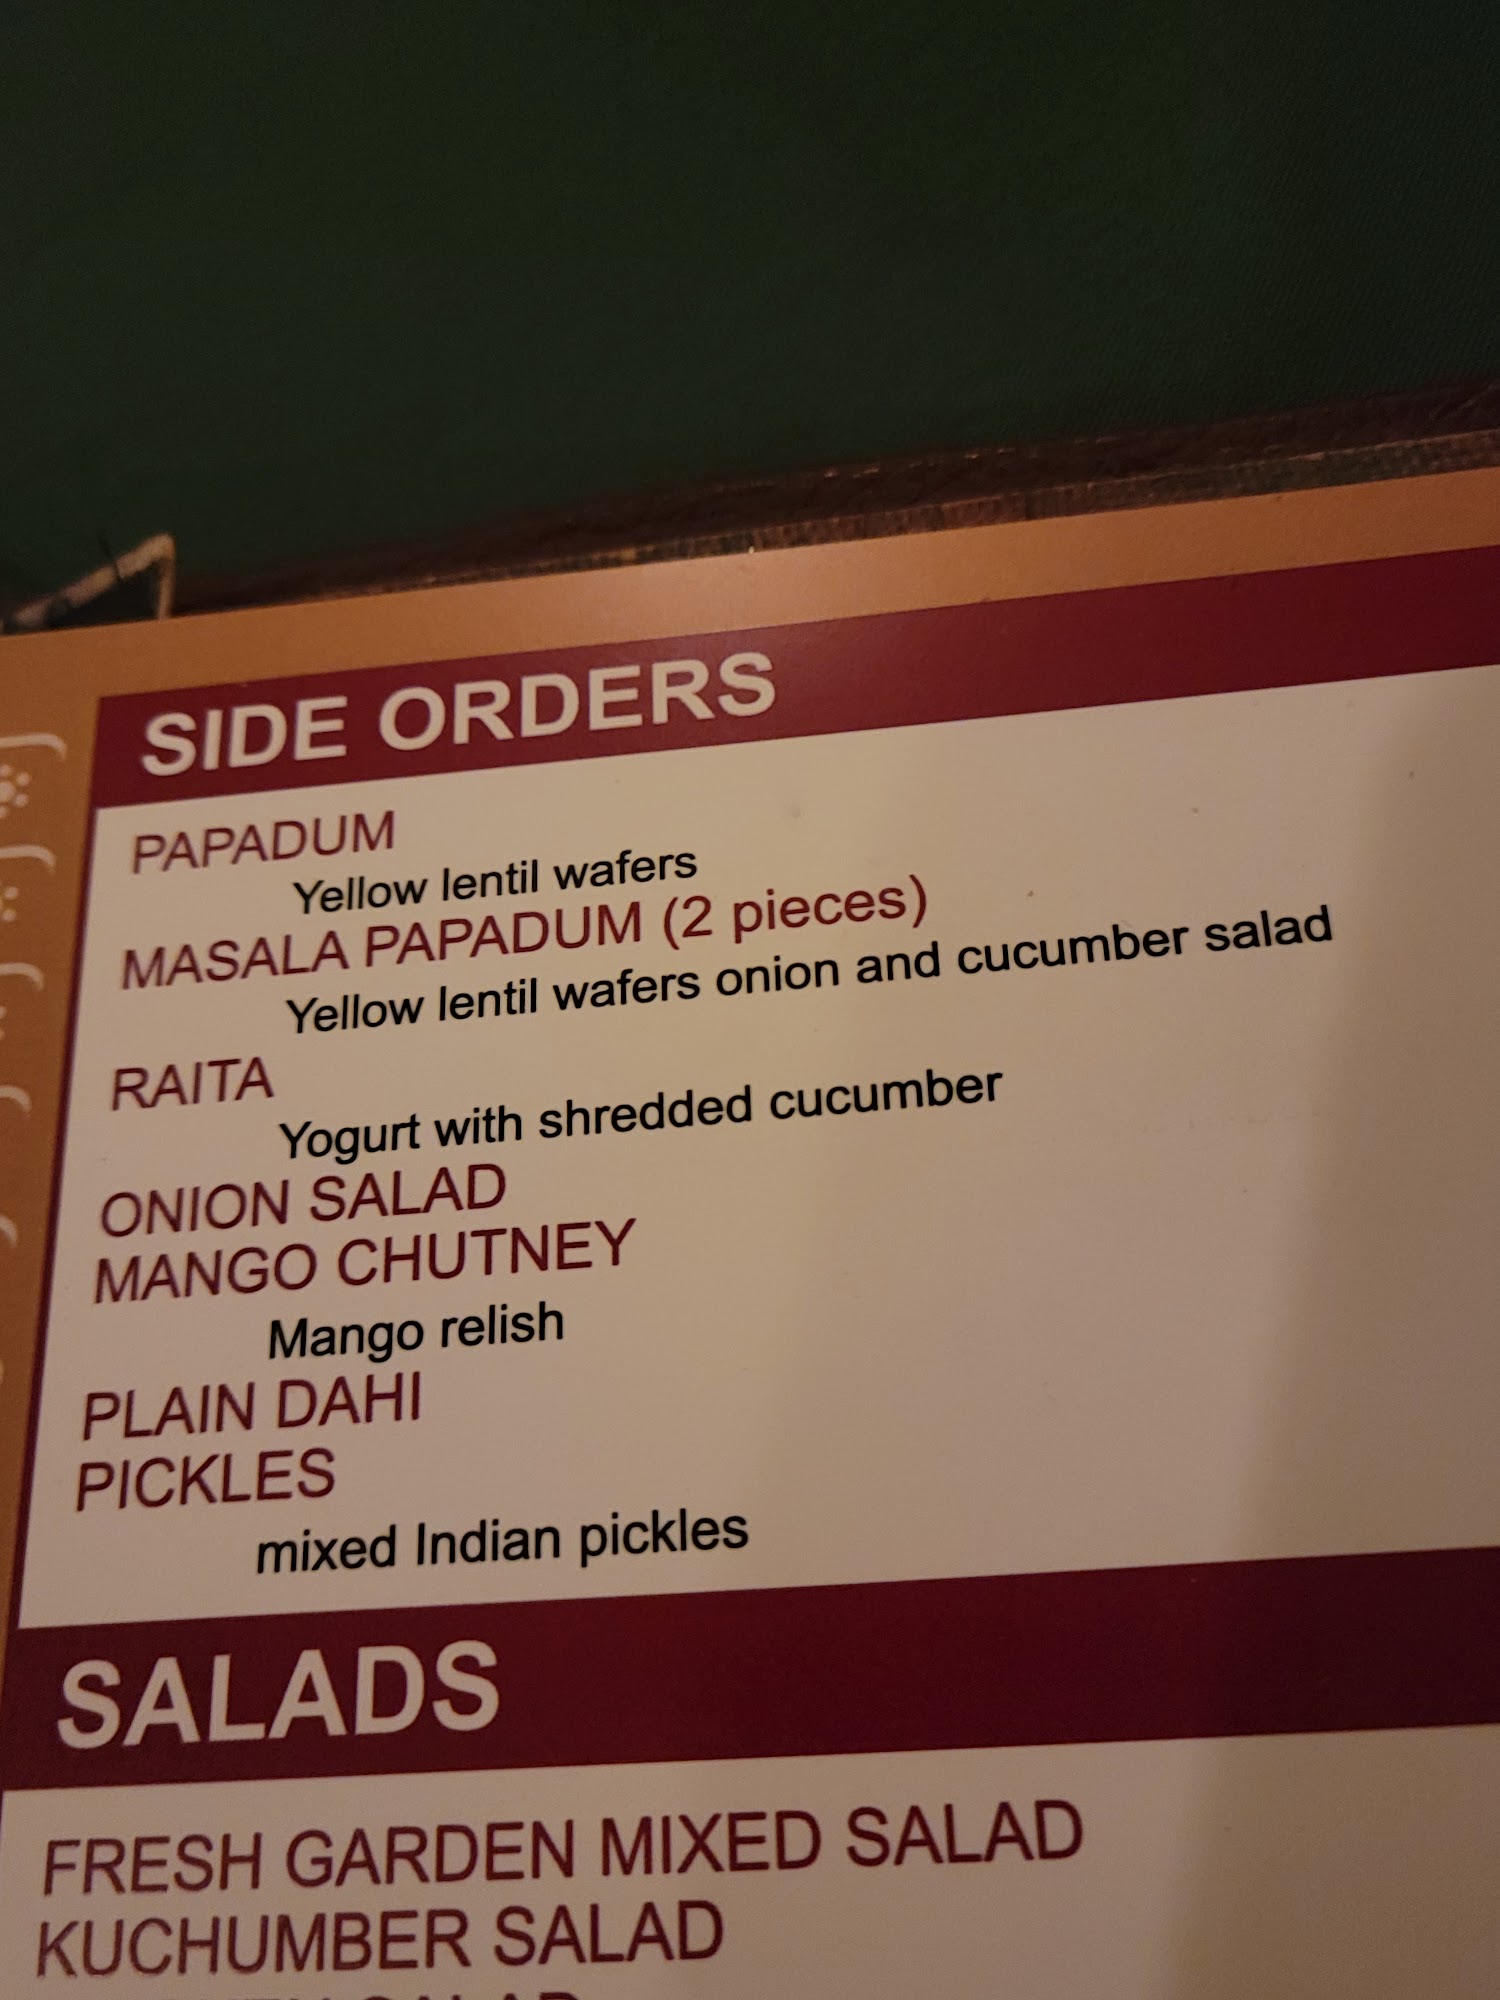 SIDE ORDERS
PAPADUM
Yellow lentil wafers
MASALA PAPADUM (2 pieces)
Yellow lentil wafers onion and cucumber salad
RAITA
Yogurt with shredded cucumber
ONION SALAD
MANGO CHUTNEY
Mango relish
PLAIN DAHI
PICKLES
mixed Indian pickles
SALADS
FRESH GARDEN MIXED SALAD
KUCHUMBER SALAD
SALAD